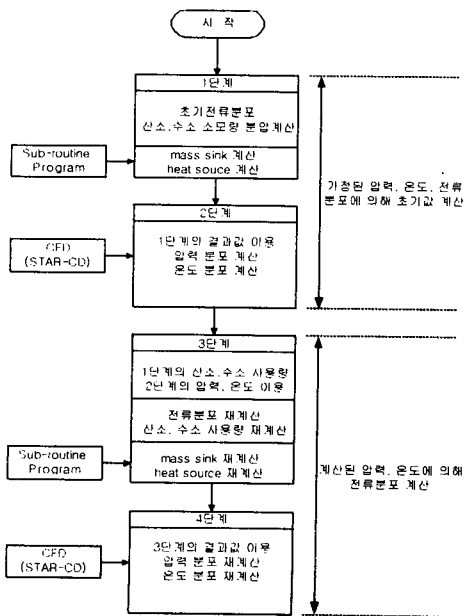 시 작
1단계
초기전류분포
산소,수소 소모량 분압계산
Sub-routine
Program
mass sink 계산
heat souce 계산
가정된 압력, 온도, 전류
분포에 의해 초기값 계산
2단계
CFD
(STAR-CD)
1단계의 결과값 이용
압력 분포 계산
온도 분포 계산
3단계
1단계의 산소,수소 사용량
2단계의 압력, 온도 이용
전류분포 재계산
산소, 수소 사용량 재계산
Sub-routine
Program
mass sink 재계산
heat source 재계산
계산된 압력, 온도에 의해
전류분포 계산
4단계
CFD
(STAR-CD)
3단계의 결과값 이용
압력 분포 재계산
온도 분포 재계산